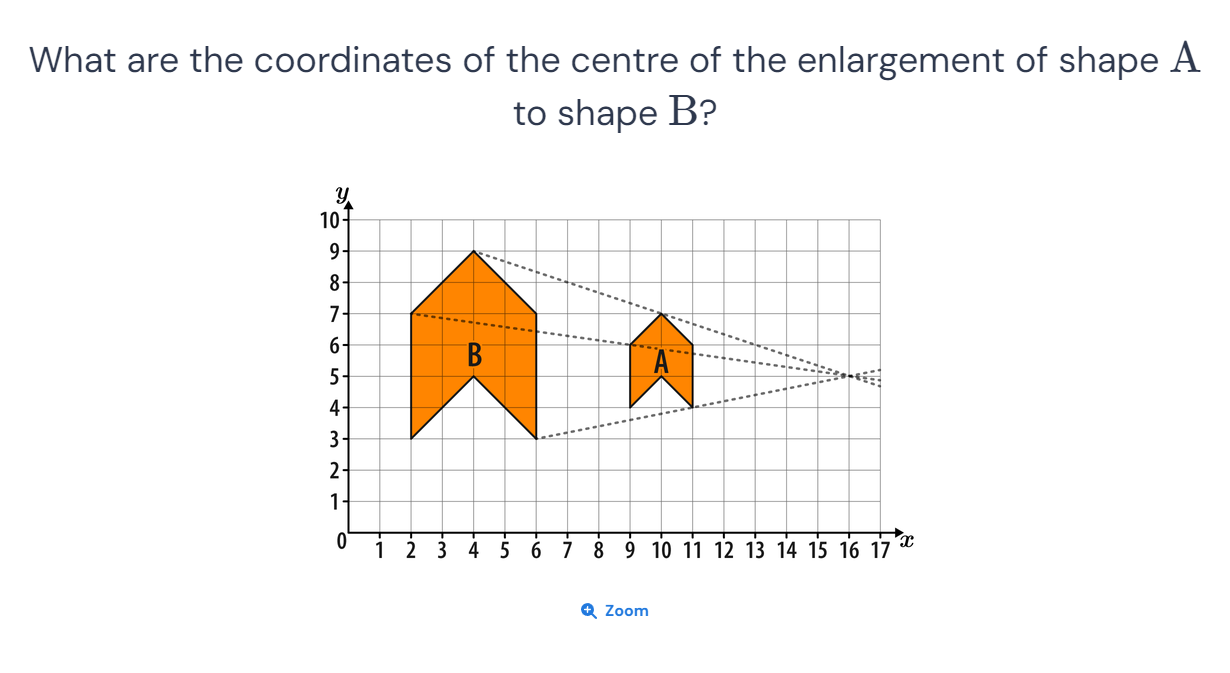 What are the coordinates of the centre of the enlargement of shape A
to shape B?
y
10
9
8
7
6
5
4
3
2
1
B
A
0 1 2 3 4 5 6 7 8 9 10 11 12 13 14 15 16 17 x
Zoom